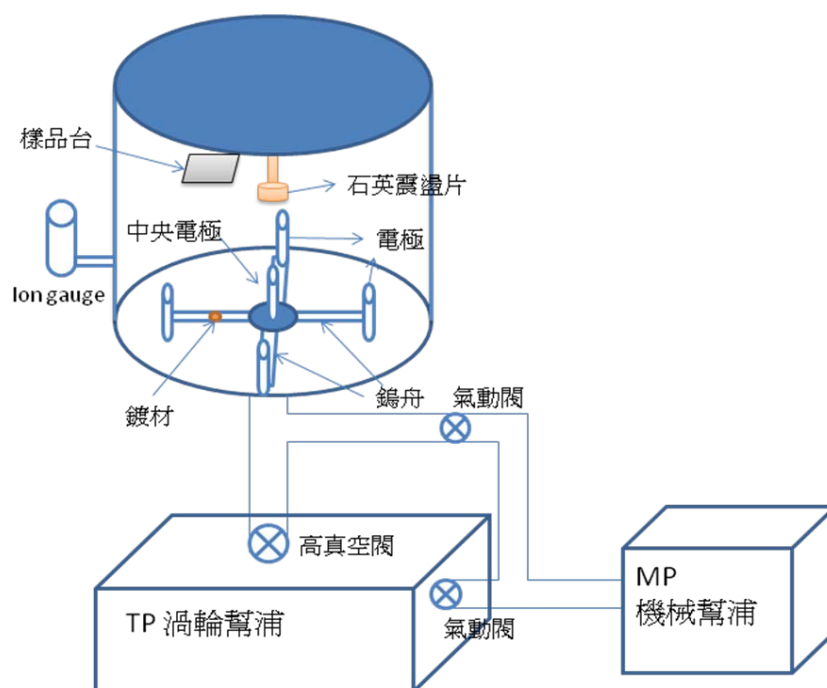 樣品台
石英震盪片
中央電極
電極
Ion gauge
鍍材
鎢舟
氣動閥
高真空閥
TP 渦輪幫浦
氣動閥
MP
機械幫浦